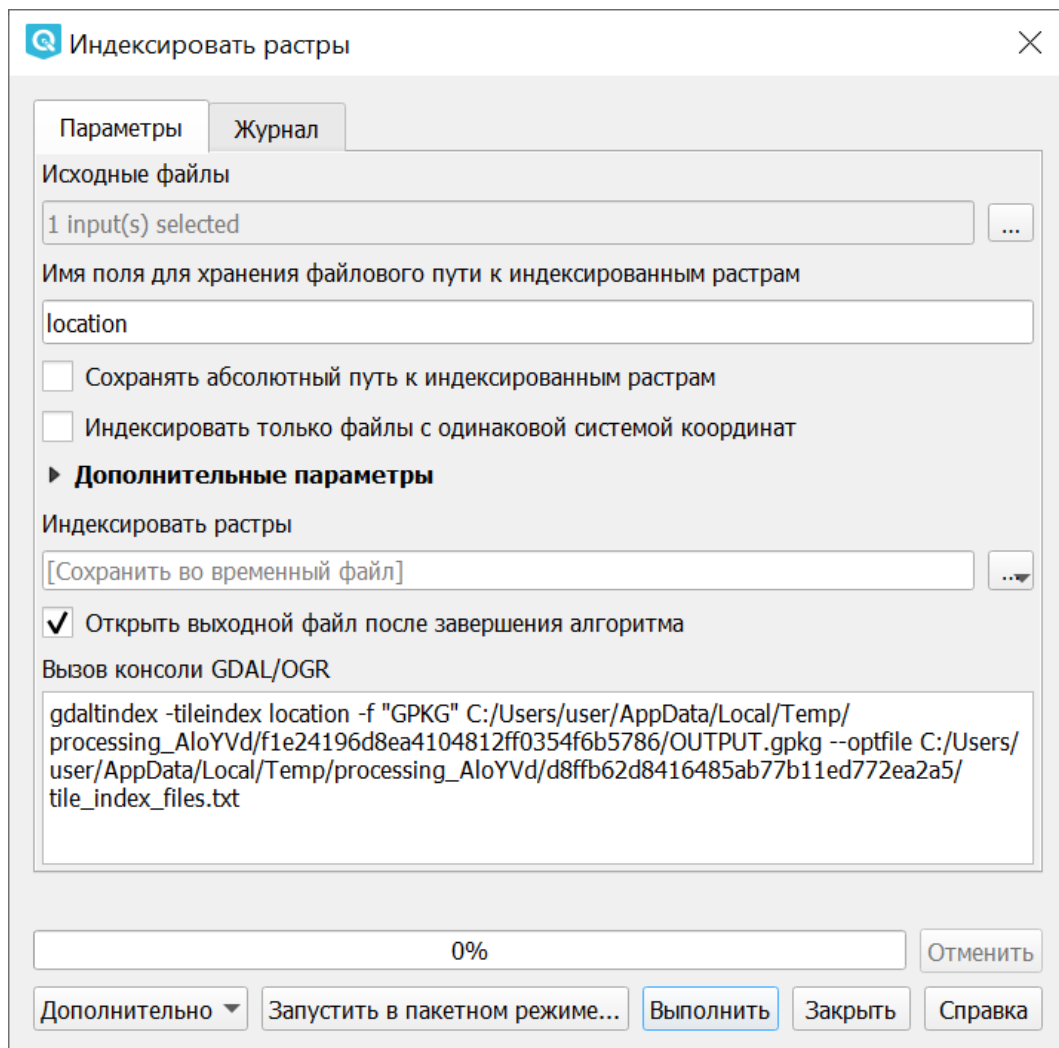 Индексировать растры
Параметры
Журнал
Исходные файлы
1 input(s) selected
...
Имя поля для хранения файлового пути к индексированным растрам
location
Сохранять абсолютный путь к индексированным растрам
Индексировать только файлы с одинаковой системой координат
Дополнительные параметры
Индексировать растры
[Сохранить во временный файл]
...
Открыть выходной файл после завершения алгоритма
Вызов консоли GDAL/OGR
gdaltindex -tileindex location -f "GPKG" C:/Users/user/AppData/Local/Temp/
processing_AloYVd/f1e24196d8ea4104812ff0354f6b5786/OUTPUT.gpkg --optfile C:/Users/
user/AppData/Local/Temp/processing_AloYVd/d8ffb62d8416485ab77b11ed772ea2a5/
tile_index_files.txt
0%
Отменить
Дополнительно
Запустить в пакетном режиме...
Выполнить
Закрыть
Справка